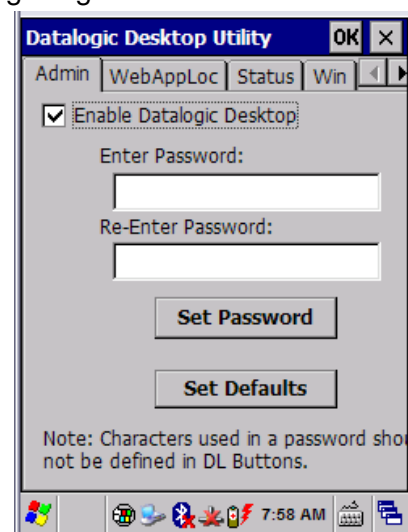 Datalogic Desktop Utility OK ×
Admin WebAppLoc Status Win
Enable Datalogic Desktop
Enter Password:
Re-Enter Password:
Set Password
Set Defaults
Note: Characters used in a password
not be defined in DL Buttons.
7:58 AM